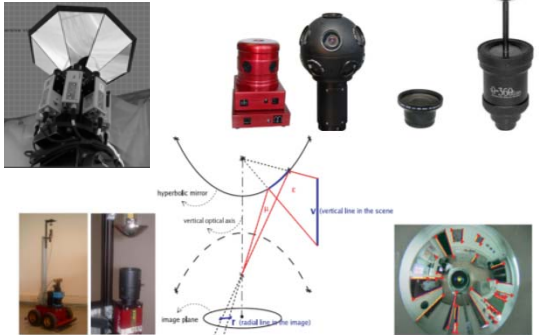 0-360
hyperbolic mirror
vertical optical axis
V (vertical line in the scene
image plane
r (radial line in the image)